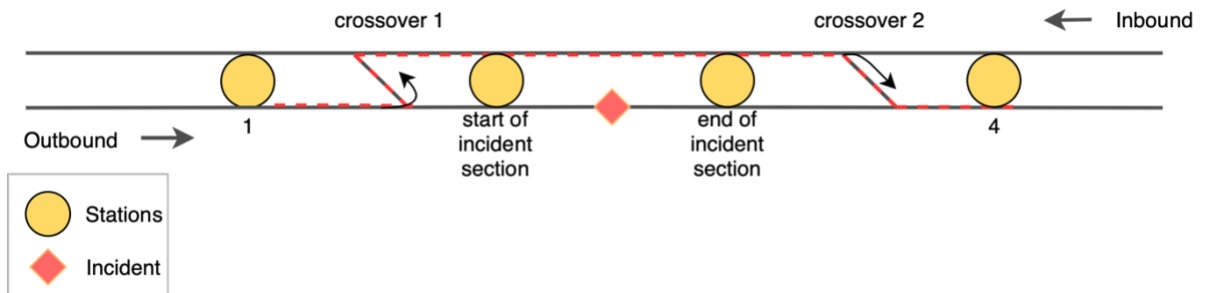 crossover 1
crossover 2
Inbound
Outbound
1
start of
incident
section
end of
incident
section
4
Stations
Incident